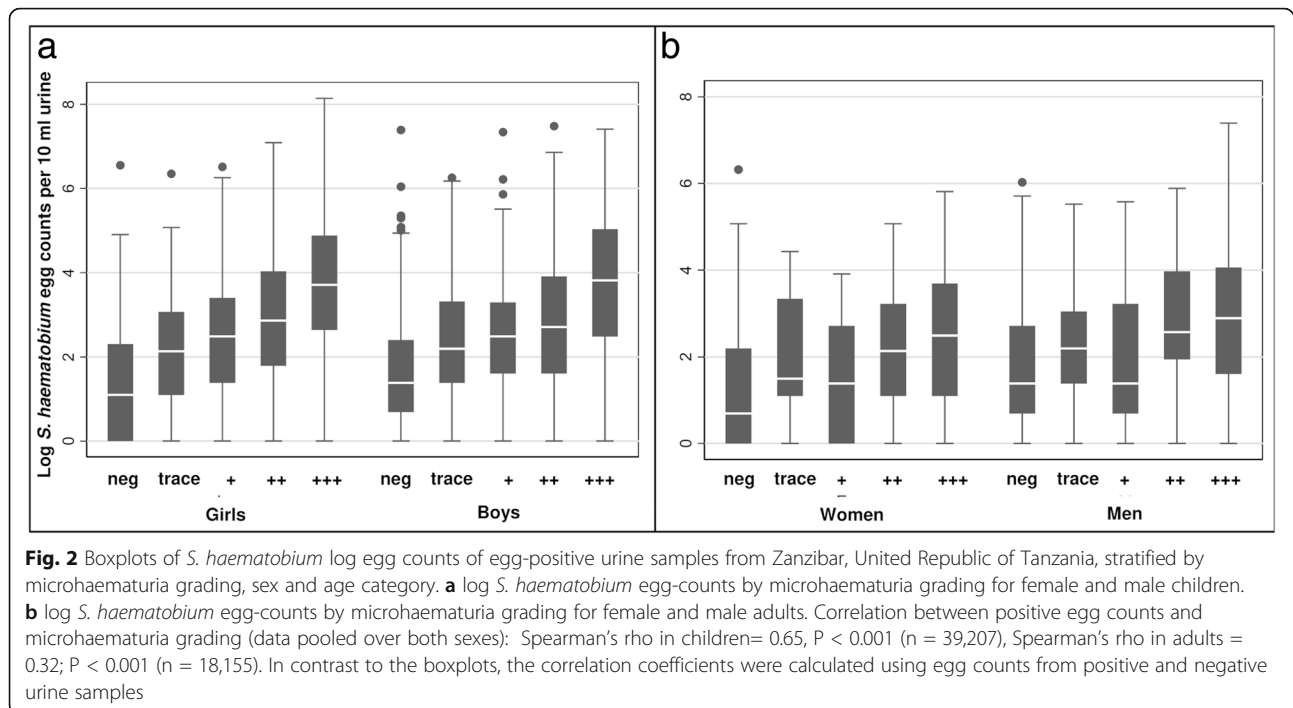 a
b
Log S. haematobium egg counts per 10 ml urine
8
6
4
2
0
neg trace + ++ +++ neg trace + ++ +++
Girls Boys
8
6
4
2
0
neg trace + ++ +++ neg trace + ++ +++
Women Men
Fig. 2 Boxplots of S. haematobium log egg counts of egg-positive urine samples from Zanzibar, United Republic of Tanzania, stratified by
microhaematuria grading, sex and age category. a log S. haematobium egg-counts by microhaematuria grading for female and male children.
b log S. haematobium egg-counts by microhaematuria grading for female and male adults. Correlation between positive egg counts and
microhaematuria grading (data pooled over both sexes): Spearman's rho in children= 0.65, P < 0.001 (n = 39,207), Spearman's rho in adults =
0.32; P < 0.001 (n = 18,155). In contrast to the boxplots, the correlation coefficients were calculated using egg counts from positive and negative
urine samples